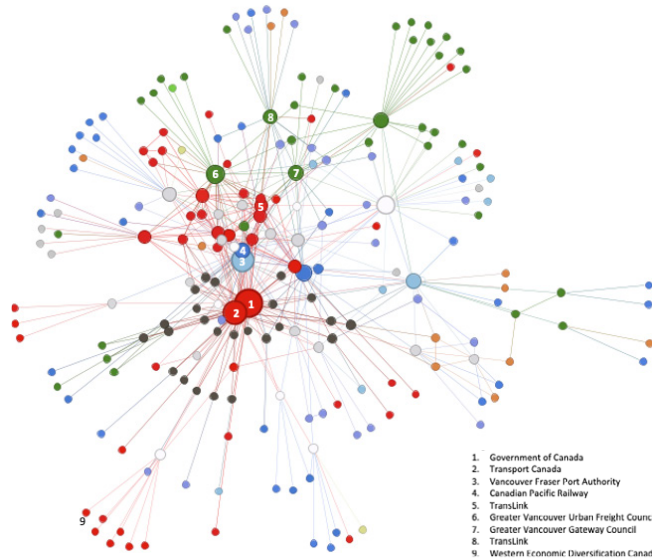 8
6
7
5
4
3
1
2
9
1. Government of Canada
2. Transport Canada
3. Vancouver Fraser Port Authority
4. Canadian Pacific Railway
5. TransLink
6. Greater Vancouver Urban Freight Counc
7. Greater Vancouver Gateway Council
8. TransLink
9. Western Economic Diversification Canad